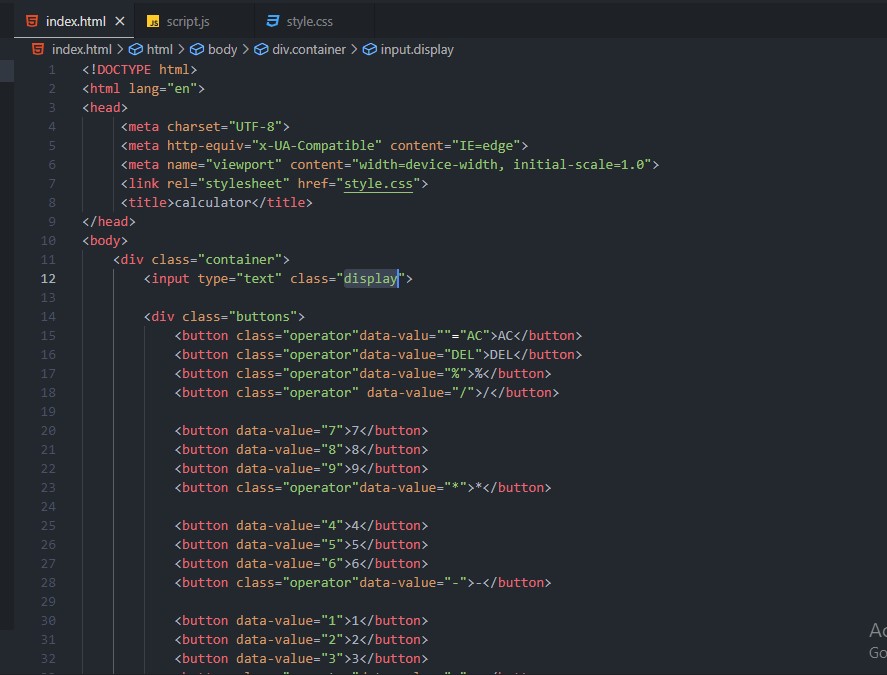 index.html × JS script.js style.css
index.html > html > body > div.container > input.display
1 <!DOCTYPE html>
2 <html lang="en">
3 <head>
4 <meta charset="UTF-8">
5 <meta http-equiv="x-UA-Compatible" content="IE=edge">
6 <meta name="viewport" content="width=device-width, initial-scale=1.0">
7 <link rel="stylesheet" href="style.css">
8 <title>calculator</title>
9 </head>
10 <body>
11 <div class="container">
12 <input type="text" class="display">
13
14 <div class="buttons">
15 <button class="operator"data-valu=""="AC">AC</button>
16 <button class="operator"data-value="DEL">DEL</button>
17 <button class="operator"data-value="%">%</button>
18 <button class="operator" data-value="/">/</button>
19
20 <button data-value="7">7</button>
21 <button data-value="8">8</button>
22 <button data-value="9">9</button>
23 <button class="operator"data-value="*">*</button>
24
25 <button data-value="4">4</button>
26 <button data-value="5">5</button>
27 <button data-value="6">6</button>
28 <button class="operator"data-value="-">-</button>
29
30 <button data-value="1">1</button>
31 <button data-value="2">2</button>
32 <button data-value="3">3</button>